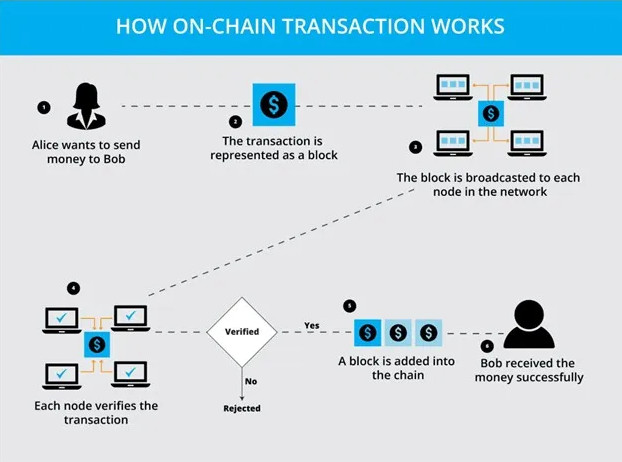 HOW ON-CHAIN TRANSACTION WORKS
1
Alice wants to send
money to Bob
$
2
The transaction is
represented as a block
$
3
The block is broadcasted to each
node in the network
4
$
Each node verifies the
transaction
Verified
Yes
No
Rejected
5
$ $ $
A block is added into
the chain
6
Bob received the
money successfully